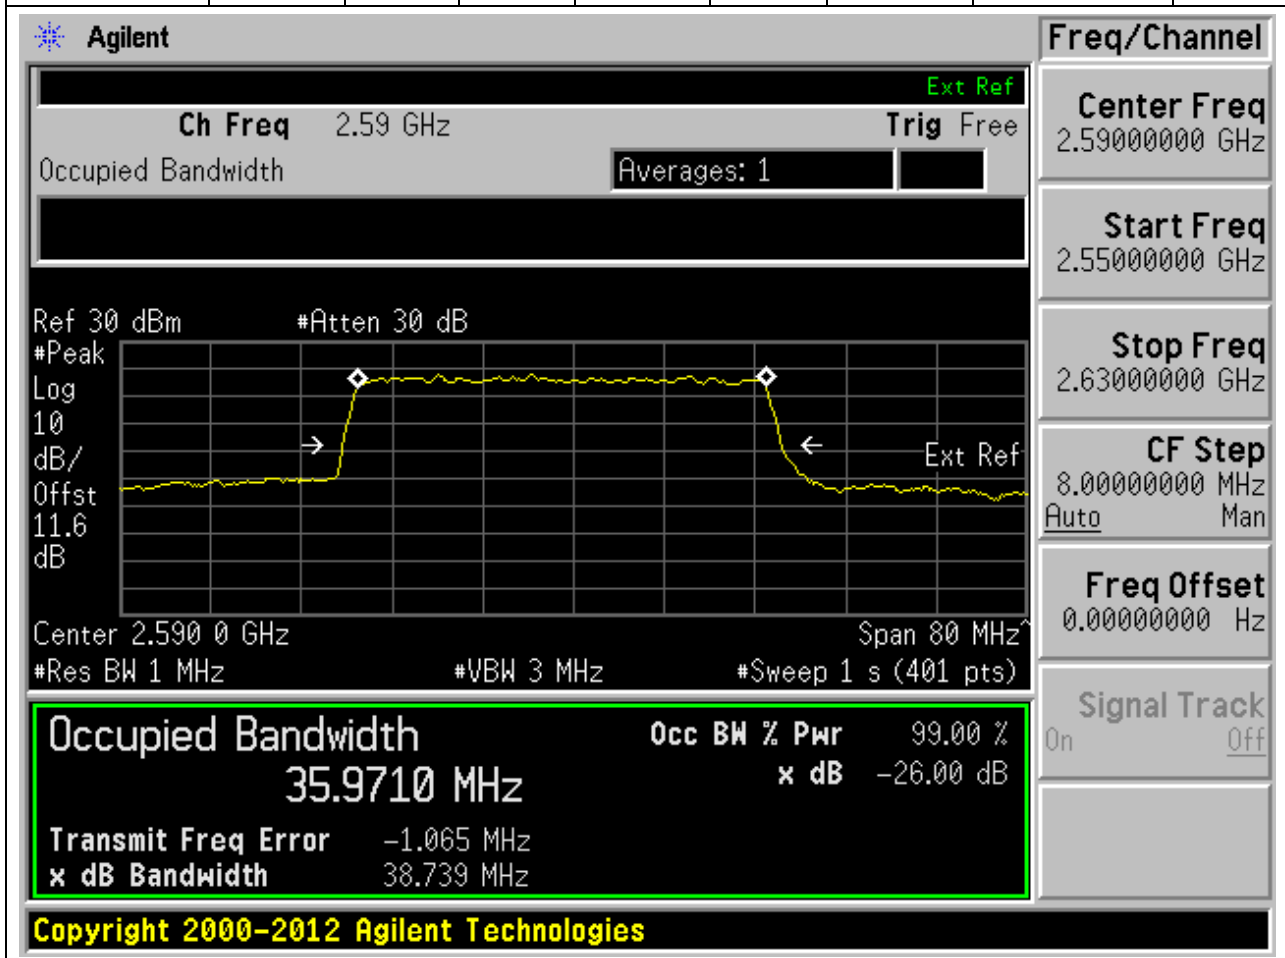 Agilent
Freq/Channel
Ext Ref
Ch Freq 2.59 GHz Trig Free
Occupied Bandwidth Averages: 1
Center Freq
2.59000000 GHz
Start Freq
2.55000000 GHz
Stop Freq
2.63000000 GHz
CF Step
8.00000000 MHz
Auto Man
Freq Offset
0.00000000 Hz
Signal Track
On Off
Ref 30 dBm #Atten 30 dB
#Peak
Log
10
dB/
Offst
11.6
dB
Ext Ref
Center 2.590 0 GHz Span 80 MHz^
#Res BW 1 MHz #VBW 3 MHz #Sweep 1 s (401 pts)
Occupied Bandwidth
35.9710 MHz
Occ BW % Pwr 99.00 %
x dB -26.00 dB
Transmit Freq Error -1.065 MHz
x dB Bandwidth 38.739 MHz
Copyright 2000-2012 Agilent Technologies